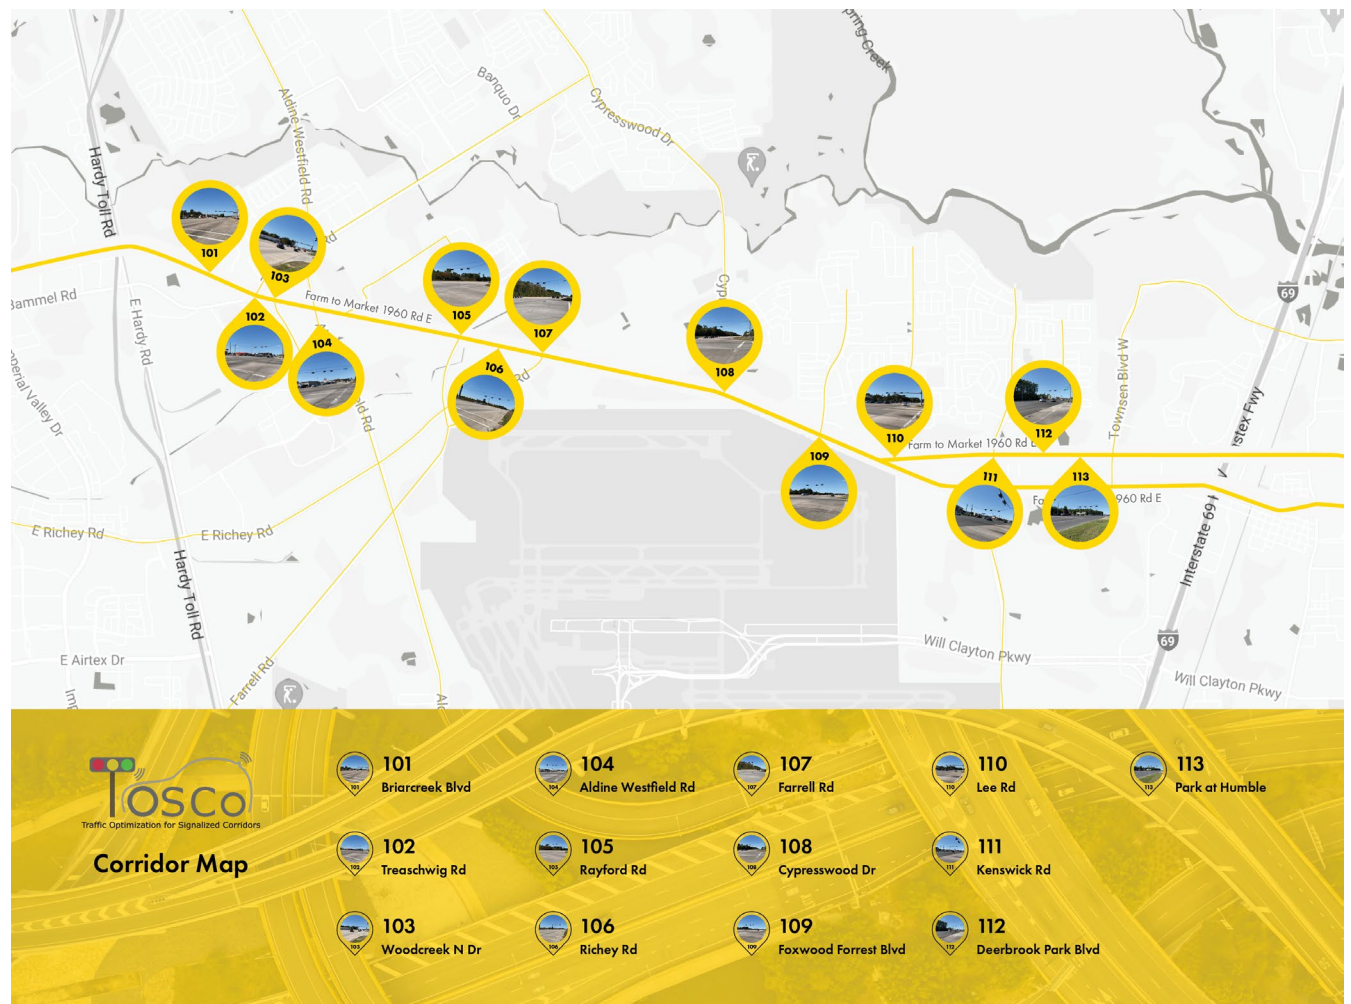 Spring Creek
Banquo Dr
Cypresswood Dr
Aldine Westfield Rd
Hardy Toll Rd
101
103
Rd
Bammel Rd
E Hardy Rd
Farm to Market 1960 Rd E
102
104
105
107
106
Rd
108
69
Townsen Blvd W
110
Farm to Market 1960 Rd E
112
109
111
113
1960 Rd E
Interstate 69
E Richey Rd
E Richey Rd
Hardy Toll Rd
E Airtex Dr
Farrell Rd
Will Clayton Pkwy
69
Will Clayton Pkwy
TOSCo
Traffic Optimization for Signalized Corridors
Corridor Map
101
Briarcreek Blvd
102
Treaschwig Rd
103
Woodcreek N Dr
104
Aldine Westfield Rd
105
Rayford Rd
106
Richey Rd
107
Farrell Rd
108
Cypresswood Dr
109
Foxwood Forrest Blvd
110
Lee Rd
111
Kenswick Rd
112
Deerbrook Park Blvd
113
Park at Humble